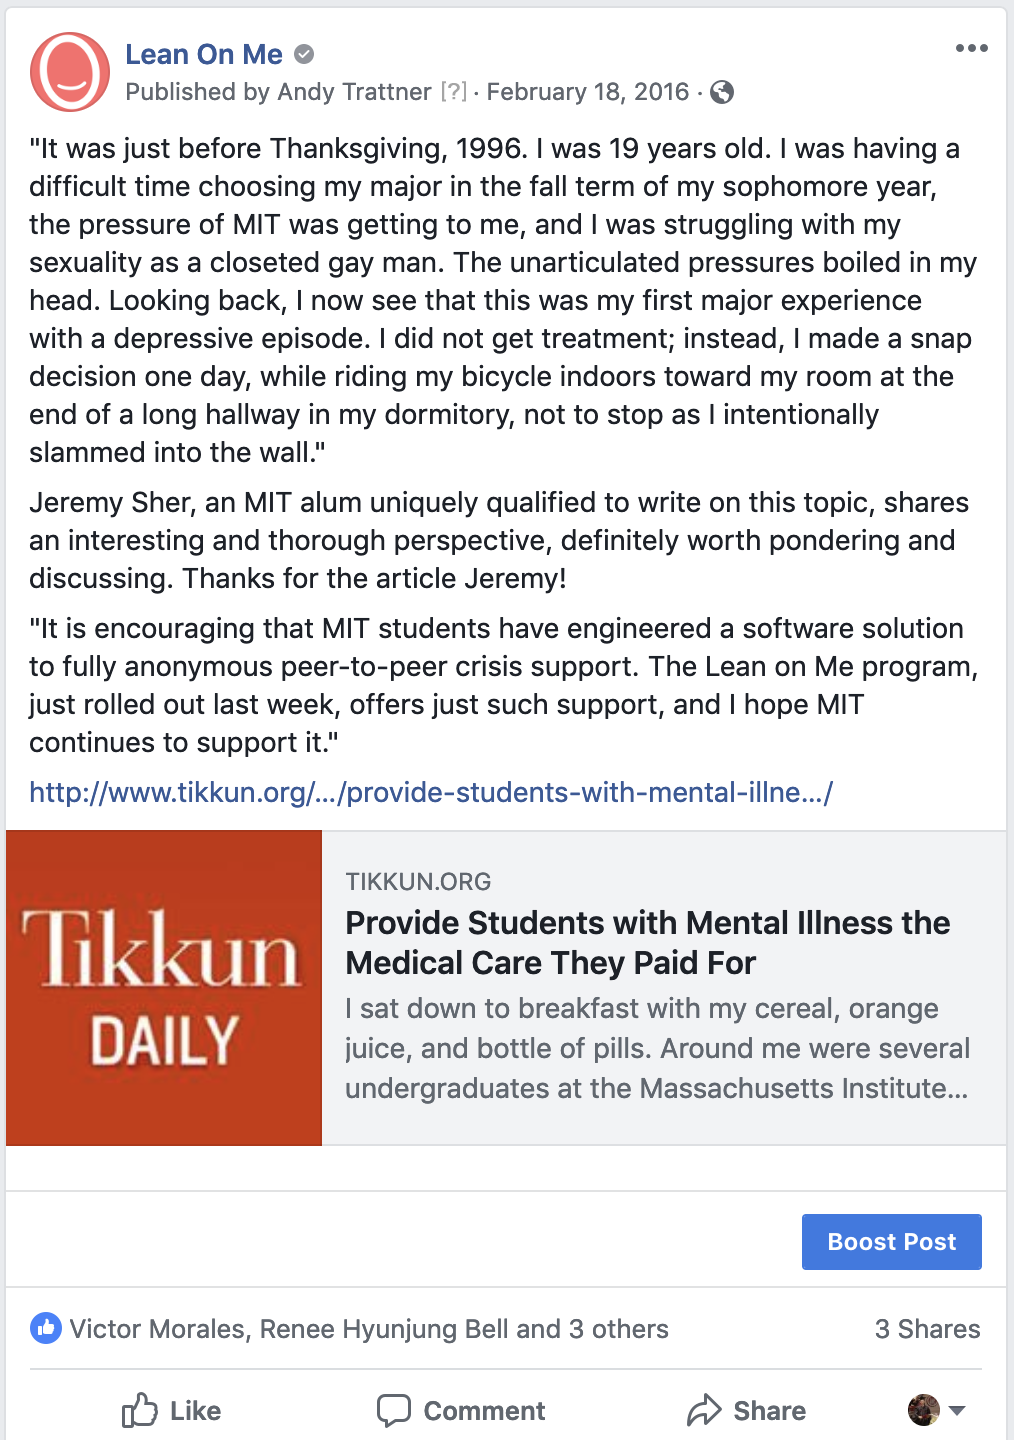 Lean On Me
Published by Andy Trattner [?] · February 18, 2016 ·
"It was just before Thanksgiving, 1996. I was 19 years old. I was having a
difficult time choosing my major in the fall term of my sophomore year,
the pressure of MIT was getting to me, and I was struggling with my
sexuality as a closeted gay man. The unarticulated pressures boiled in my
head. Looking back, I now see that this was my first major experience
with a depressive episode. I did not get treatment; instead, I made a snap
decision one day, while riding my bicycle indoors toward my room at the
end of a long hallway in my dormitory, not to stop as I intentionally
slammed into the wall."
Jeremy Sher, an MIT alum uniquely qualified to write on this topic, shares
an interesting and thorough perspective, definitely worth pondering and
discussing. Thanks for the article Jeremy!
"It is encouraging that MIT students have engineered a software solution
to fully anonymous peer-to-peer crisis support. The Lean on Me program,
just rolled out last week, offers just such support, and I hope MIT
continues to support it."
http://www.tikkun.org/.../provide-students-with-mental-illne.../
Tikkun
DAILY
TIKKUN.ORG
Provide Students with Mental Illness the
Medical Care They Paid For
I sat down to breakfast with my cereal, orange
juice, and bottle of pills. Around me were several
undergraduates at the Massachusetts Institute...
Boost Post
Victor Morales, Renee Hyunjung Bell and 3 others
3 Shares
Like
Comment
Share